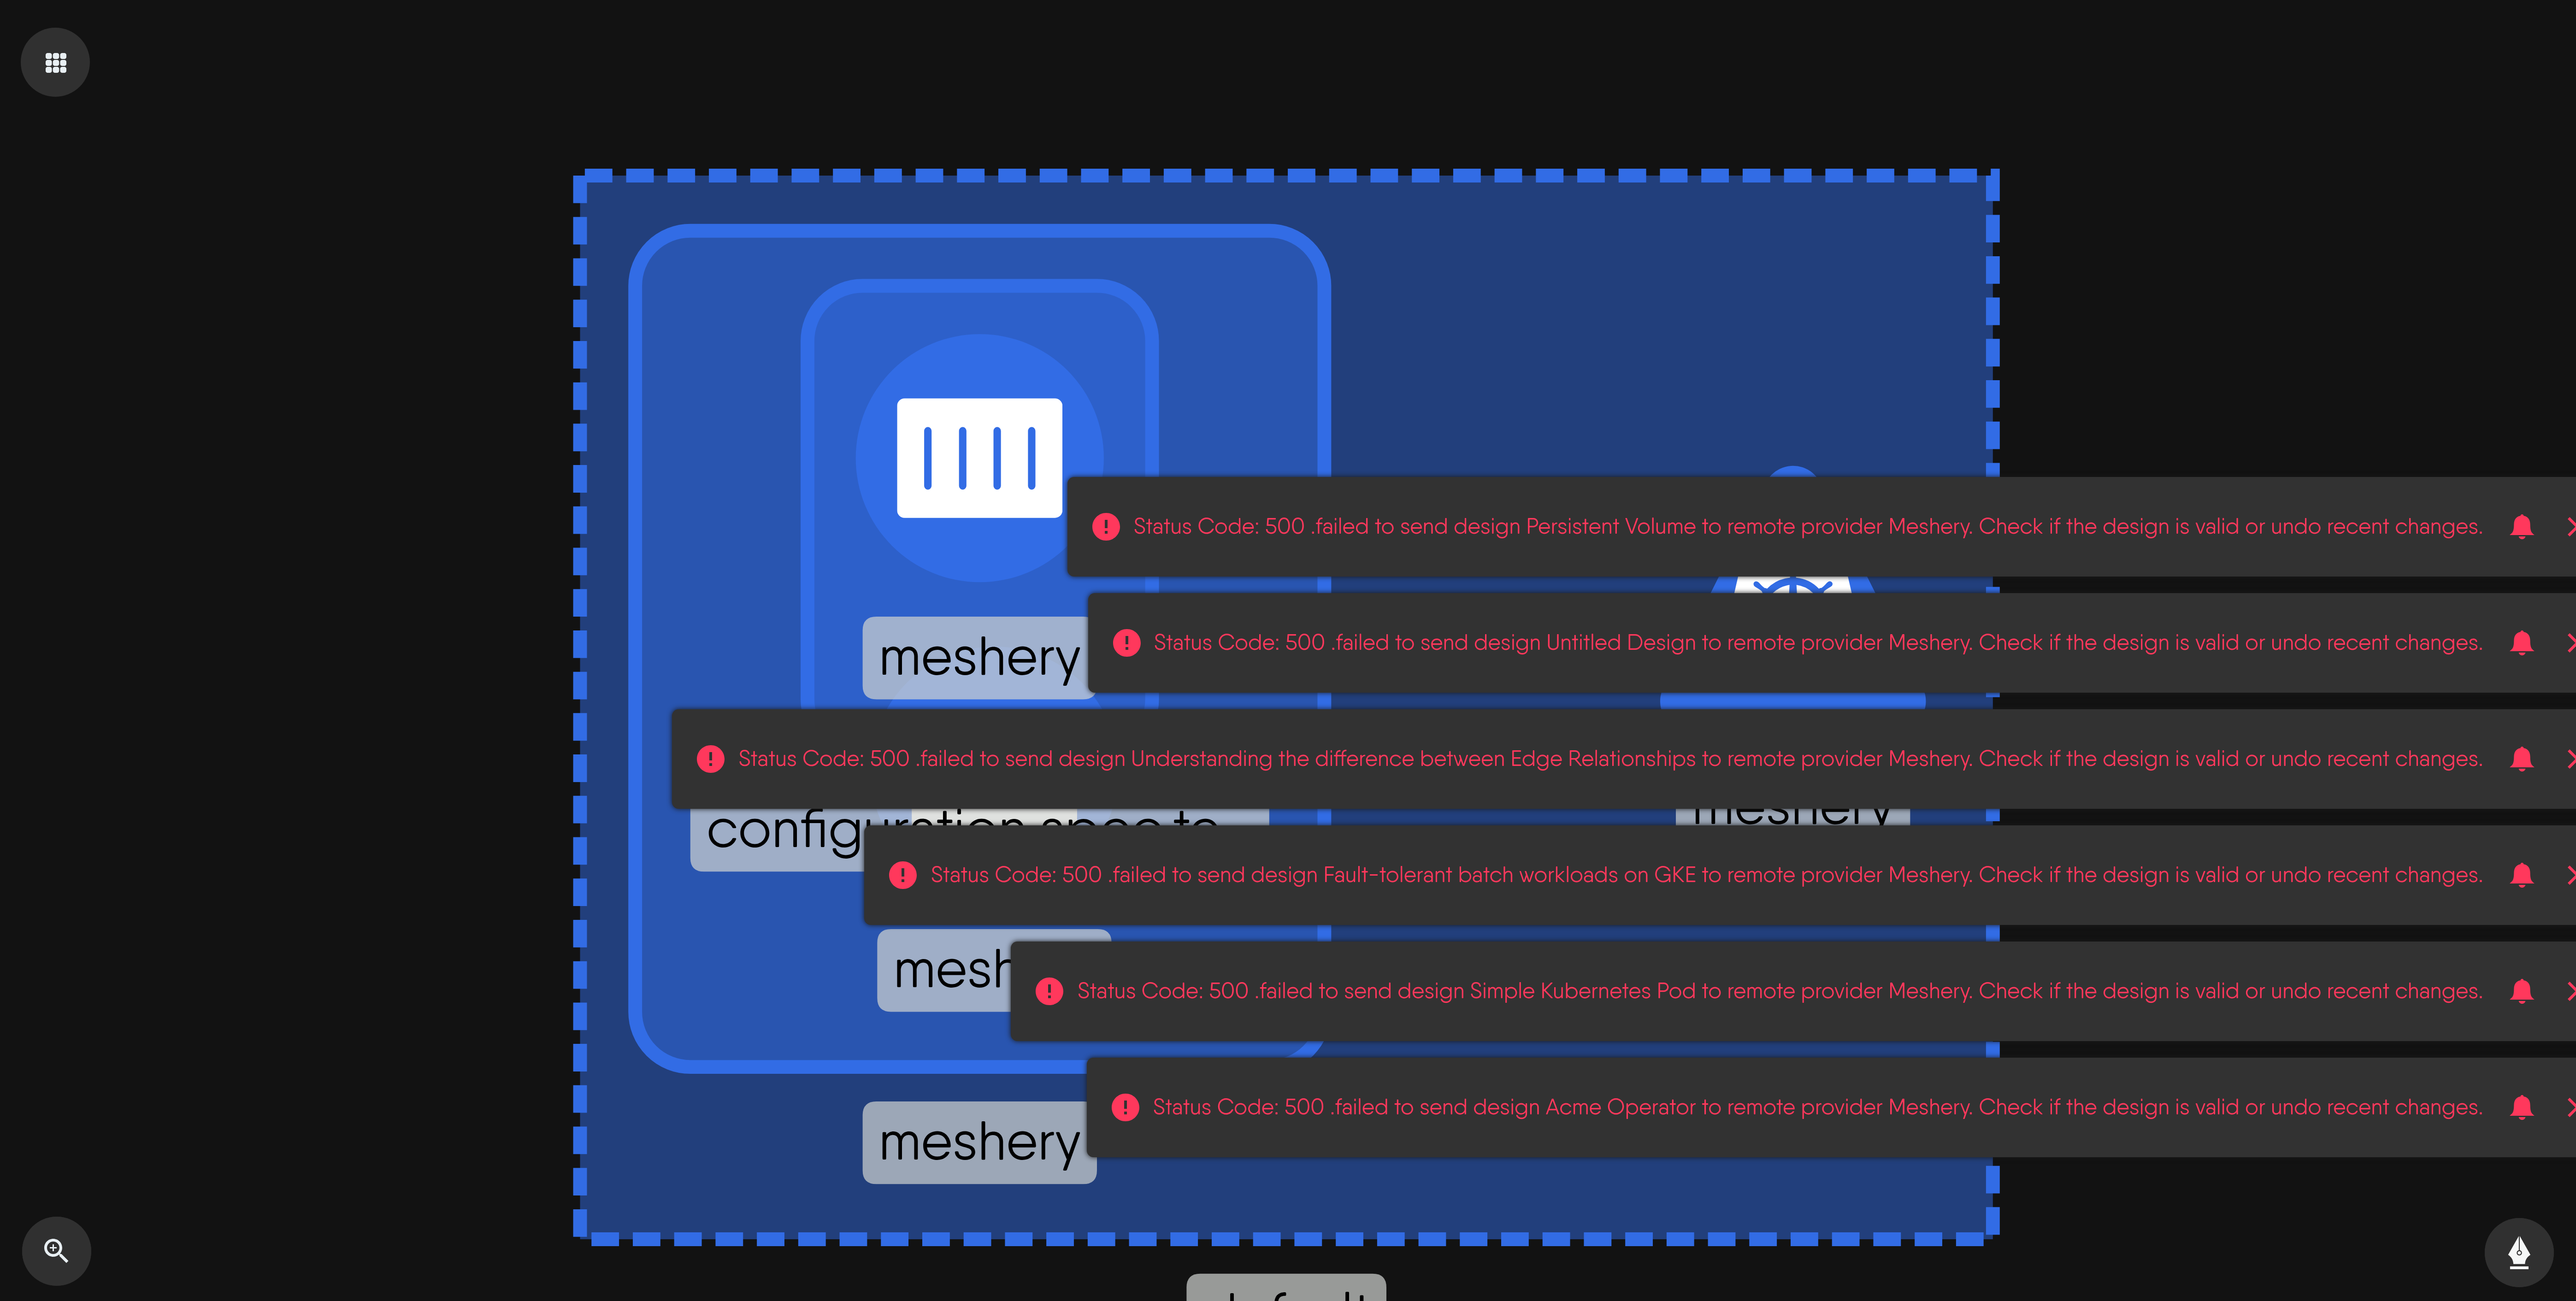 Status Code: 500 .failed to send design Persistent Volume to remote provider Meshery. Check if the design is valid or undo recent changes.
meshery
Status Code: 500 .failed to send design Untitled Design to remote provider Meshery. Check if the design is valid or undo recent changes.
Status Code: 500 .failed to send design Understanding the difference between Edge Relationships to remote provider Meshery. Check if the design is valid or undo recent changes.
configuration spec to
meshery
Status Code: 500 .failed to send design Fault-tolerant batch workloads on GKE to remote provider Meshery. Check if the design is valid or undo recent changes.
mesh
Status Code: 500 .failed to send design Simple Kubernetes Pod to remote provider Meshery. Check if the design is valid or undo recent changes.
Status Code: 500 .failed to send design Acme Operator to remote provider Meshery. Check if the design is valid or undo recent changes.
meshery